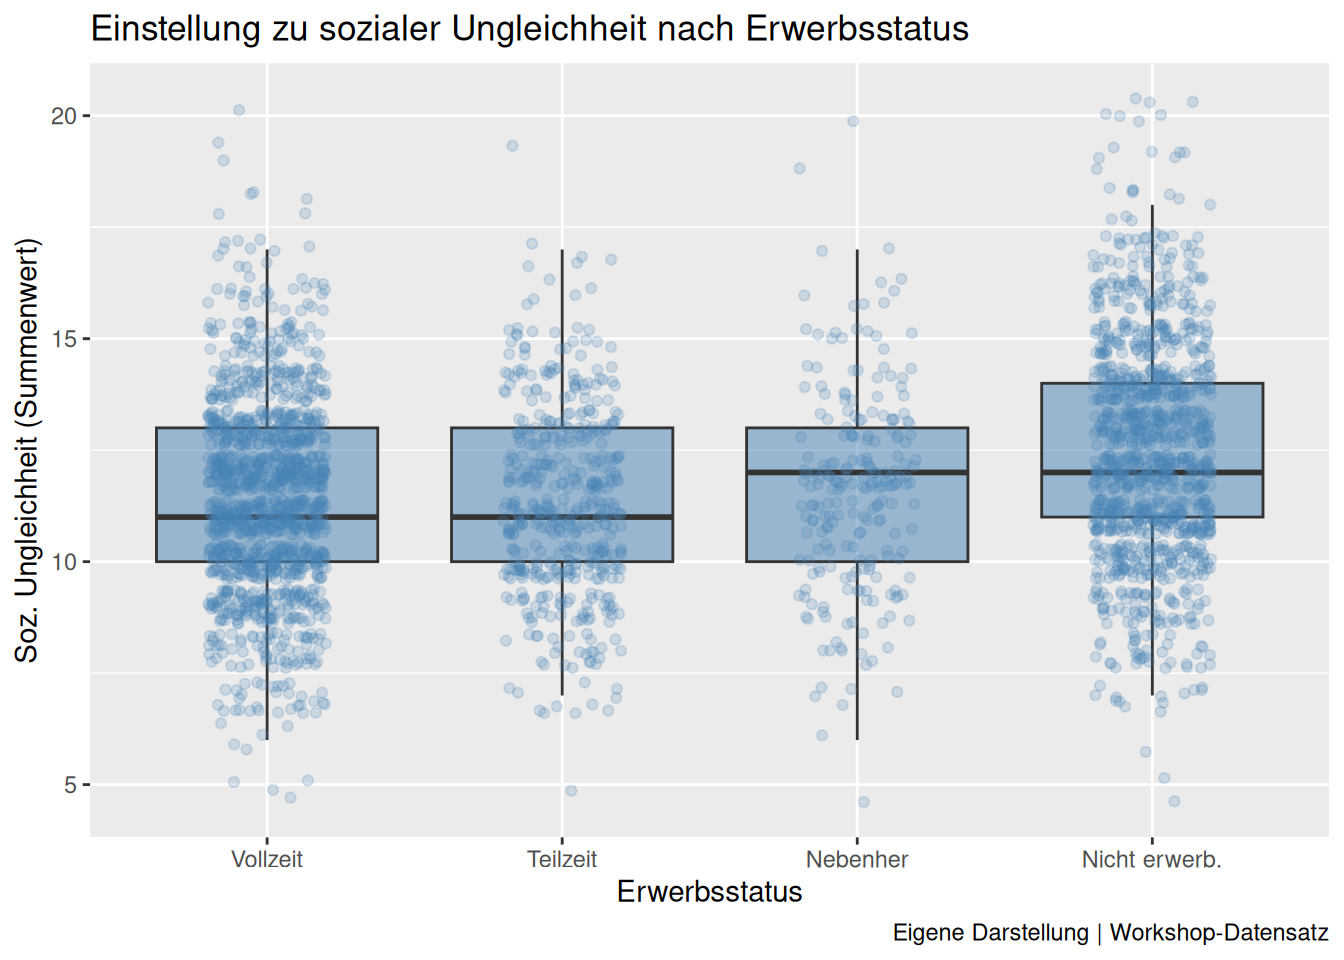 Einstellung zu sozialer Ungleichheit nach Erwerbsstatus
Soz. Ungleichheit (Summenwert)
20
15
10
5
Vollzeit
Teilzeit
Nebenher
Nicht erwerb.
Erwerbsstatus
Eigene Darstellung | Workshop-Datensatz